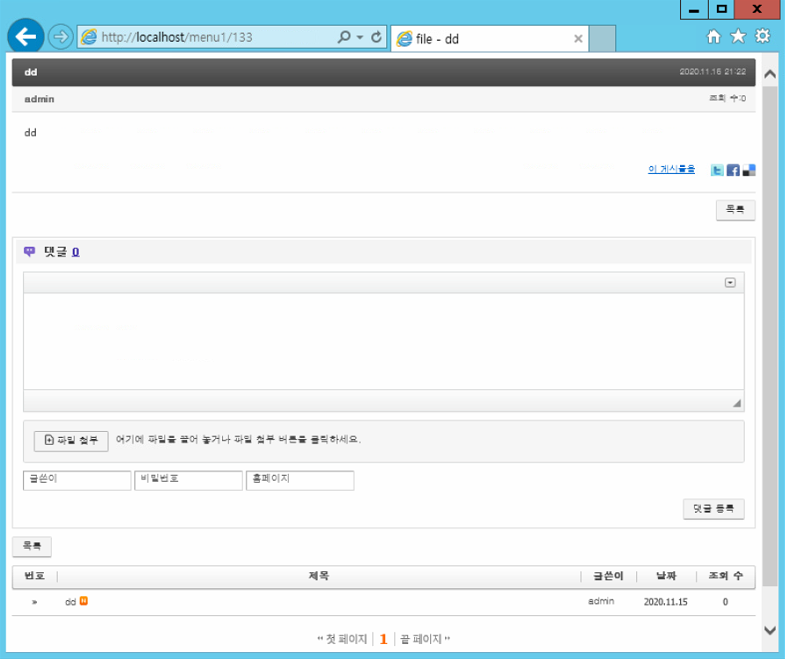 http://localhost/menu1/133
file - dd
dd 2020.11.15 21:22
admin 조회 수:0
dd
이 게시물을
목록
댓글 0
파일 첨부 여기에 파일을 끌어 놓거나 파일 첨부 버튼을 클릭하세요.
글쓴이 비밀번호 홈페이지
댓글 등록
목록
번호 제목 글쓴이 날짜 조회 수
» dd N admin 2020.11.15 0
‹‹ 첫 페이지 1 끝 페이지 ››